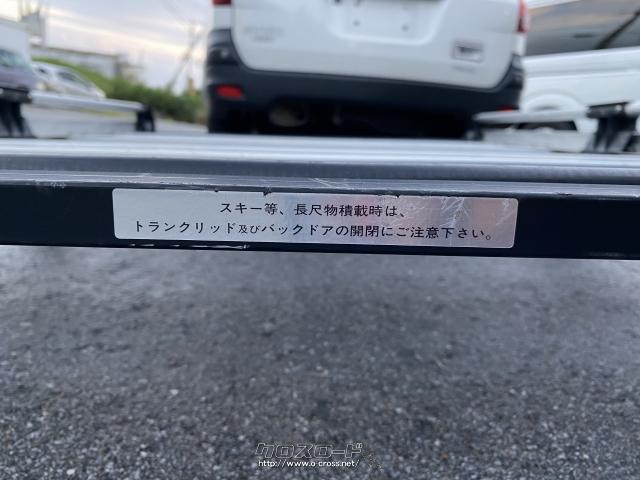 スキー等、長尺物積載時は、
トランクリッド及びバックドアの開閉にご注意下さい。
クロスロード
http://www.o-cross.net/